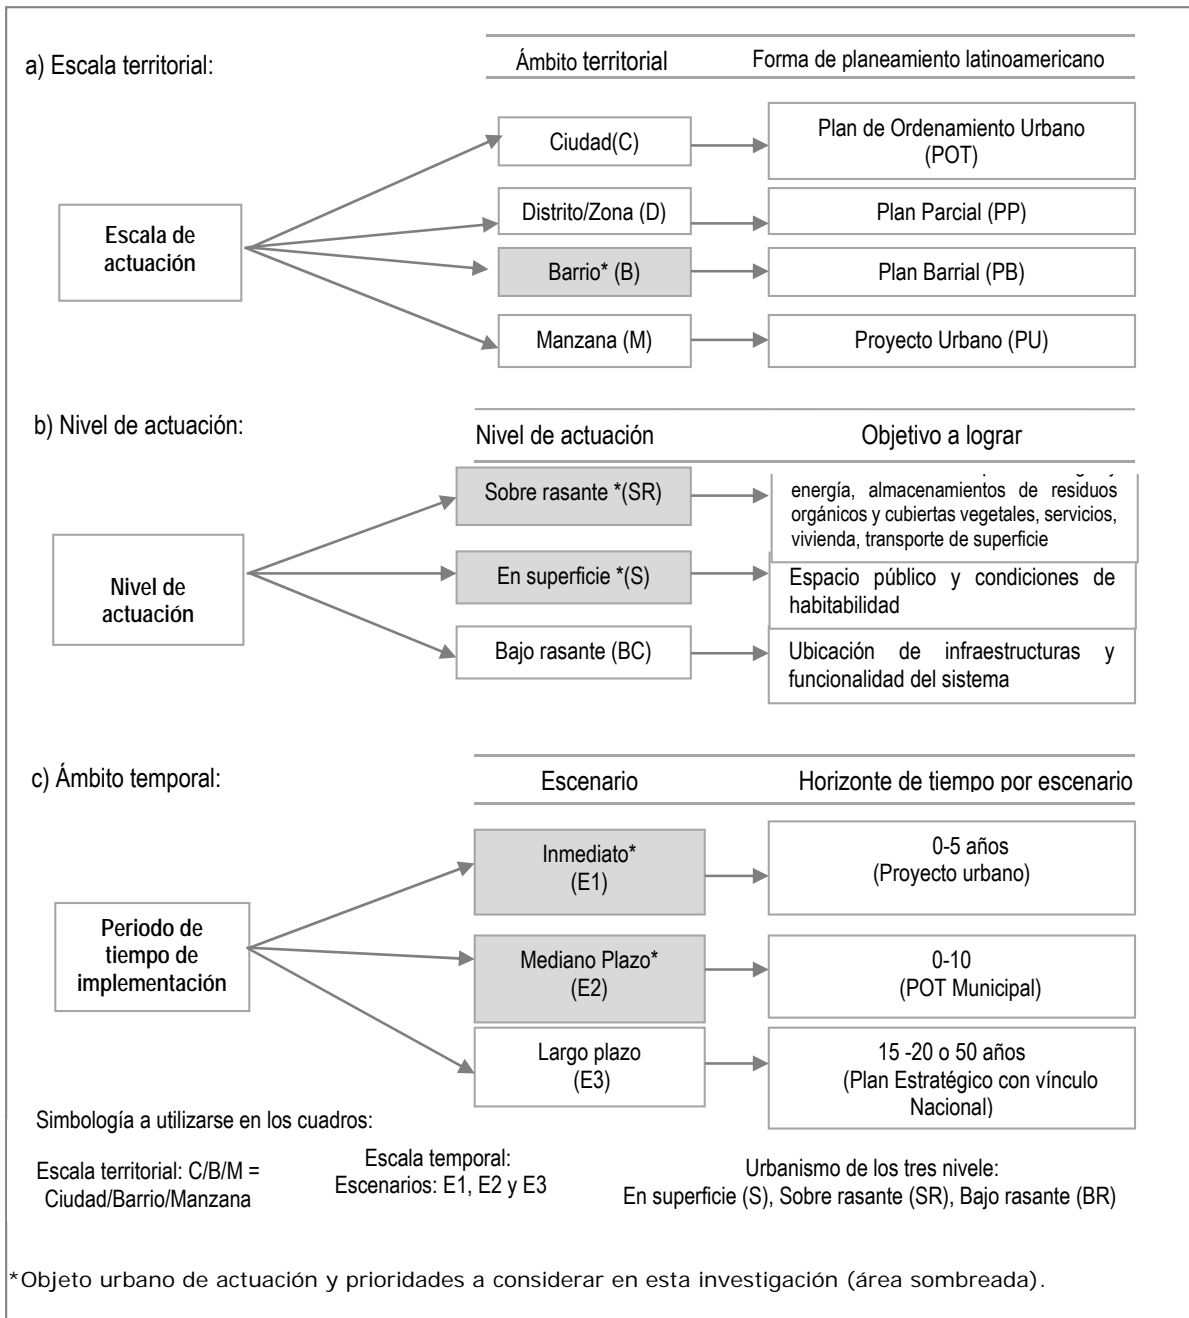 a) Escala territorial:
Ámbito territorial
Forma de planeamiento latinoamericano
Escala de
actuación
Ciudad(C)
Plan de Ordenamiento Urbano
(POT)
Distrito/Zona (D)
Plan Parcial (PP)
Barrio* (B)
Plan Barrial (PB)
Manzana (M)
Proyecto Urbano (PU)
b) Nivel de actuación:
Nivel de actuación
Objetivo a lograr
Nivel de
actuación
Sobre rasante *(SR)
energía, almacenamientos de residuos
orgánicos y cubiertas vegetales, servicios,
vivienda, transporte de superficie
En superficie *(S)
Espacio público y condiciones de
habitabilidad
Bajo rasante (BC)
Ubicación de infraestructuras y
funcionalidad del sistema
c) Ámbito temporal:
Escenario
Horizonte de tiempo por escenario
Periodo de
tiempo de
implementación
Inmediato*
(E1)
0-5 años
(Proyecto urbano)
Mediano Plazo*
(E2)
0-10
(POT Municipal)
Largo plazo
(E3)
15 -20 o 50 años
(Plan Estratégico con vínculo
Nacional)
Simbología a utilizarse en los cuadros:
Escala territorial: C/B/M =
Ciudad/Barrio/Manzana
Escala temporal:
Escenarios: E1, E2 y E3
Urbanismo de los tres nivele:
En superficie (S), Sobre rasante (SR), Bajo rasante (BR)
*Objeto urbano de actuación y prioridades a considerar en esta investigación (área sombreada).